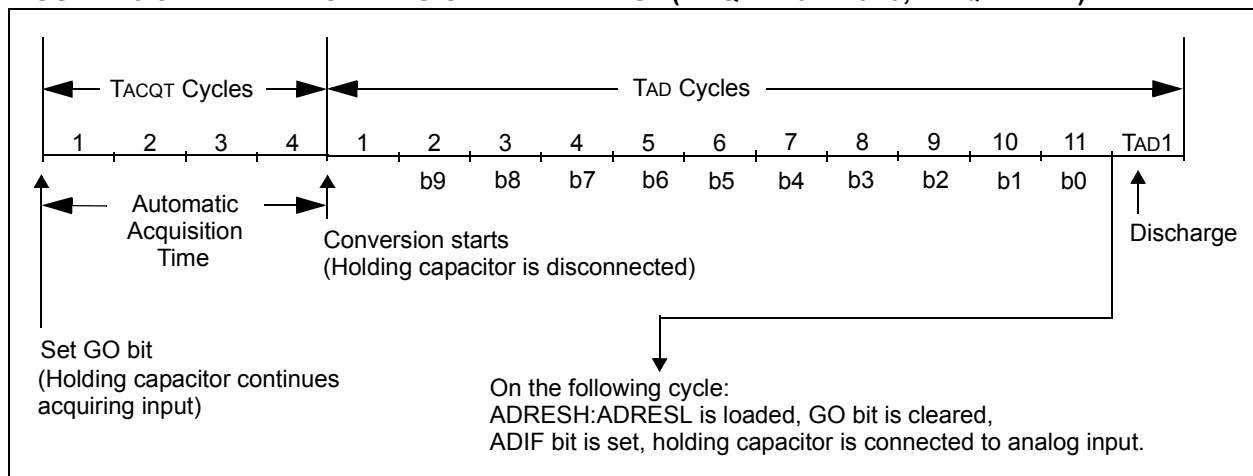 TACQT Cycles TAD Cycles
1 2 3 4 1 2 3 4 5 6 7 8 9 10 11 TAD1
b9 b8 b7 b6 b5 b4 b3 b2 b1 b0
Automatic
Acquisition
Time
Conversion starts
(Holding capacitor is disconnected)
Discharge
Set GO bit
(Holding capacitor continues
acquiring input)
On the following cycle:
ADRESH:ADRESL is loaded, GO bit is cleared,
ADIF bit is set, holding capacitor is connected to analog input.